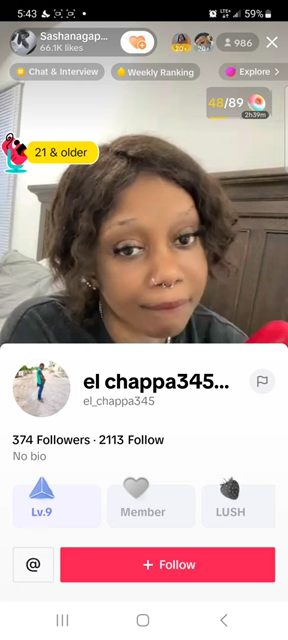 5:43
59%
Sashanagap...
66.1K likes
986
Chat & Interview
Weekly Ranking
Explore >
48/89
2h39m
21 & older
el chappa345...
el_chappa345
374 Followers · 2113 Follow
No bio
Lv.9
Member
LUSH
@
+ Follow